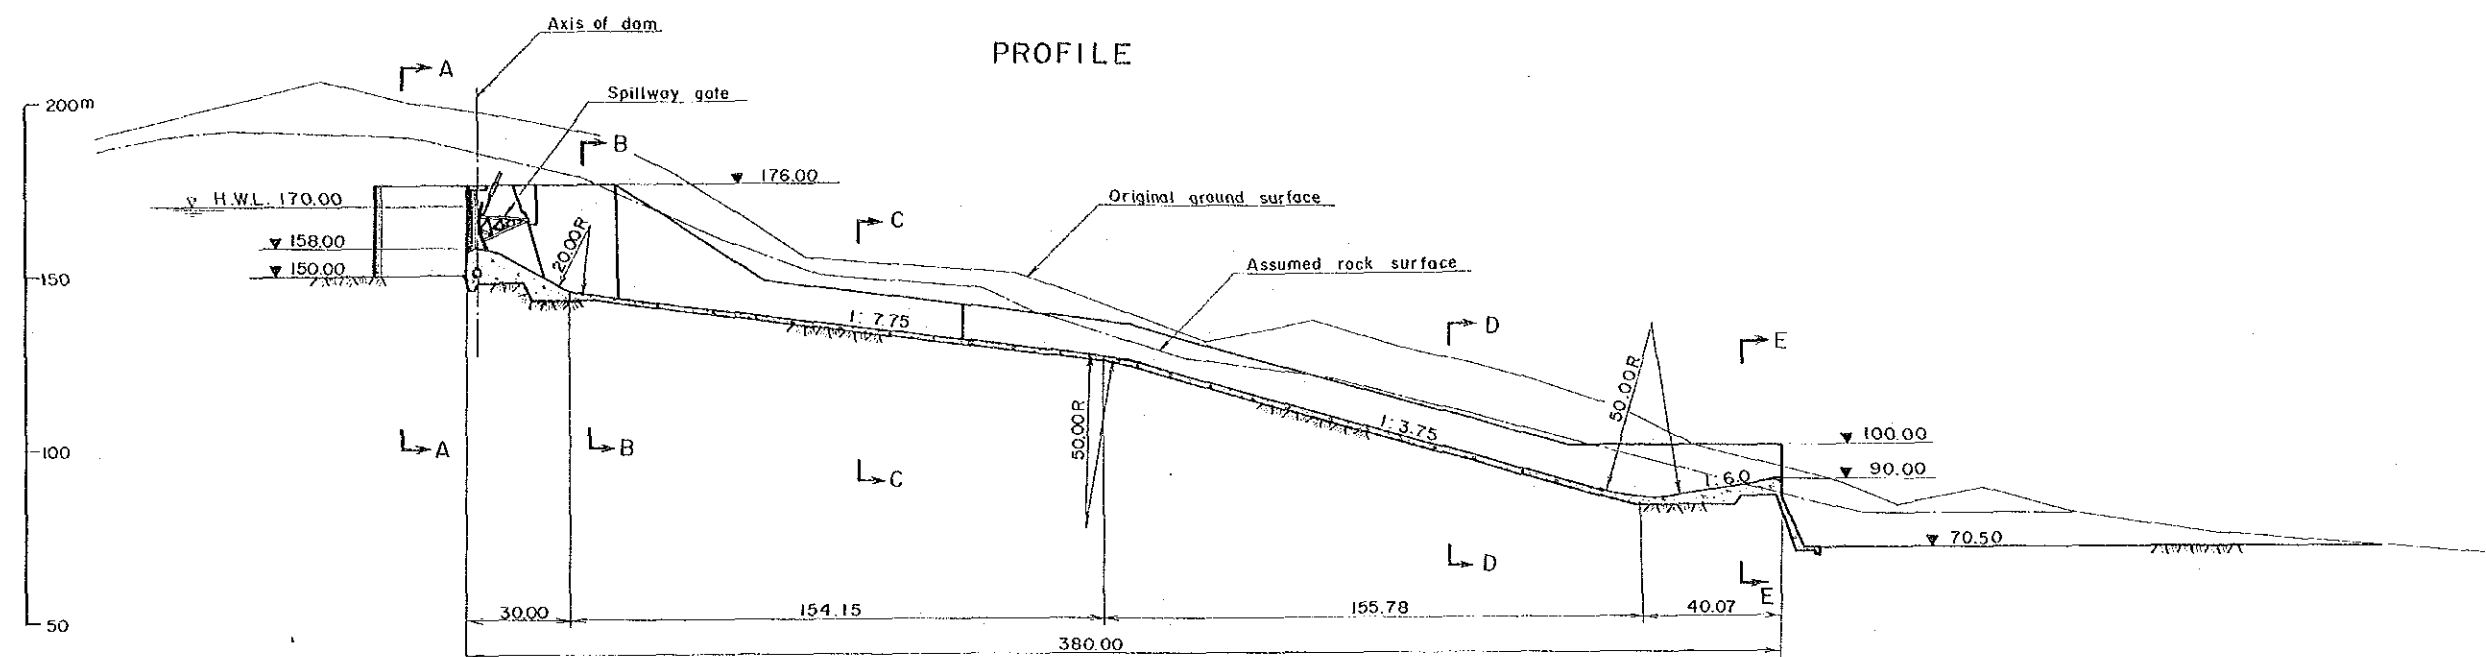 Axis of dam
PROFILE
A
200m
Spillway gate
B
176.00
H.W.L. 170.00
Original ground surface
C
20.00R
158.00
Assumed rock surface
150.00
150
1: 7.75
D
E
50.00R
50.00R
1: 3.75
100.00
A
B
100
90.00
C
1: 6.0
70.50
D
E
30.00
154.15
155.78
40.07
50
380.00